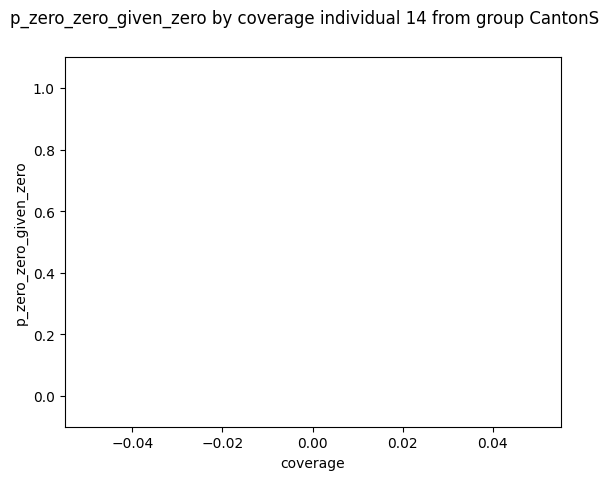 p_zero_zero_given_zero by coverage individual 14 from group CantonS
1.0
0.8
0.6
0.4
0.2
0.0
p_zero_zero_given_zero
−0.04 −0.02 0.00 0.02 0.04
coverage